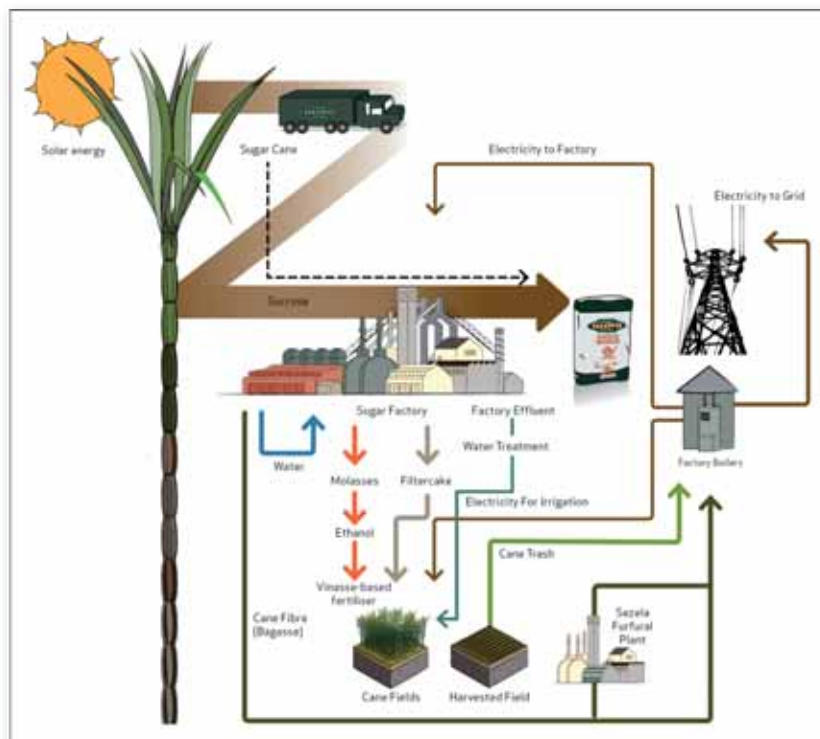 Solar energy
Sugar Cane
Electricity to Factory
Electricity to Grid
Sucrose
Sugar Factory
Factory Effluent
Water
Water Treatment
Factory Boilers
Molasses
Filtercake
Electricity For Irrigation
Ethanol
Cane Trash
Vinasse-based
fertiliser
Cane Fibre
(Bagasse)
Sezela
Furfural
Plant
Cane Fields
Harvested Field